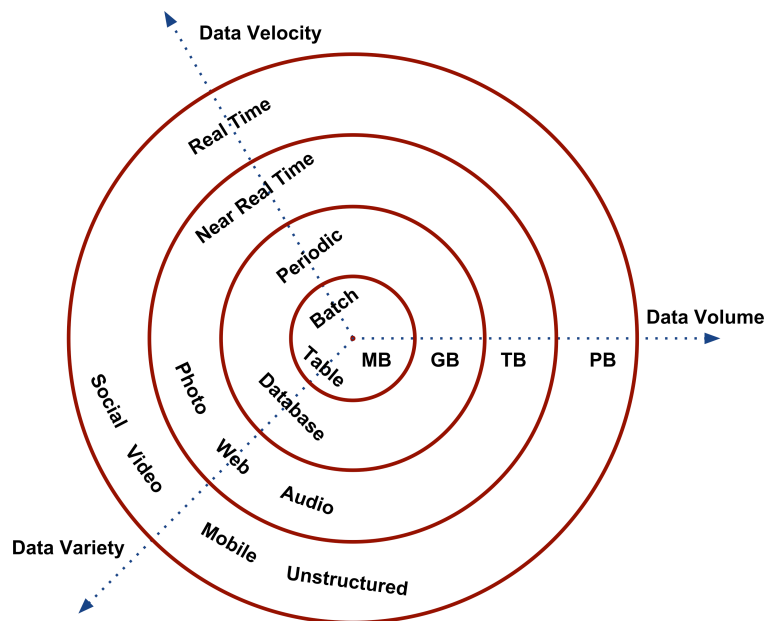 Data Velocity
Real Time
Near Real Time
Periodic
Batch
Data Volume
MB
GB
TB
PB
Table
Database
Photo
Web
Audio
Social
Video
Mobile
Unstructured
Data Variety